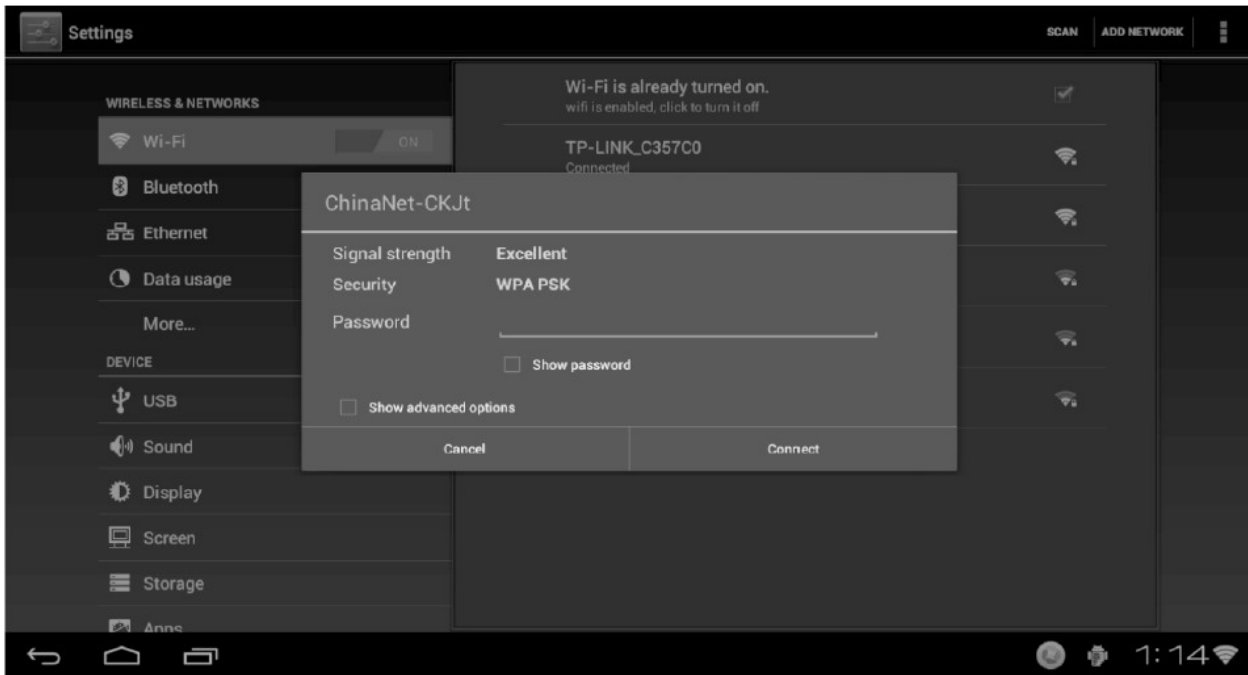 Settings
SCAN
ADD NETWORK
WIRELESS & NETWORKS
Wi-Fi
ON
Bluetooth
Ethernet
Data usage
More...
DEVICE
USB
Sound
Display
Screen
Storage
Apps
Wi-Fi is already turned on.
wifi is enabled, click to turn it off
TP-LINK_C357C0
Connected
ChinaNet-CKJt
Signal strength Excellent
Security WPA PSK
Password
Show password
Show advanced options
Cancel
Connect
1:14